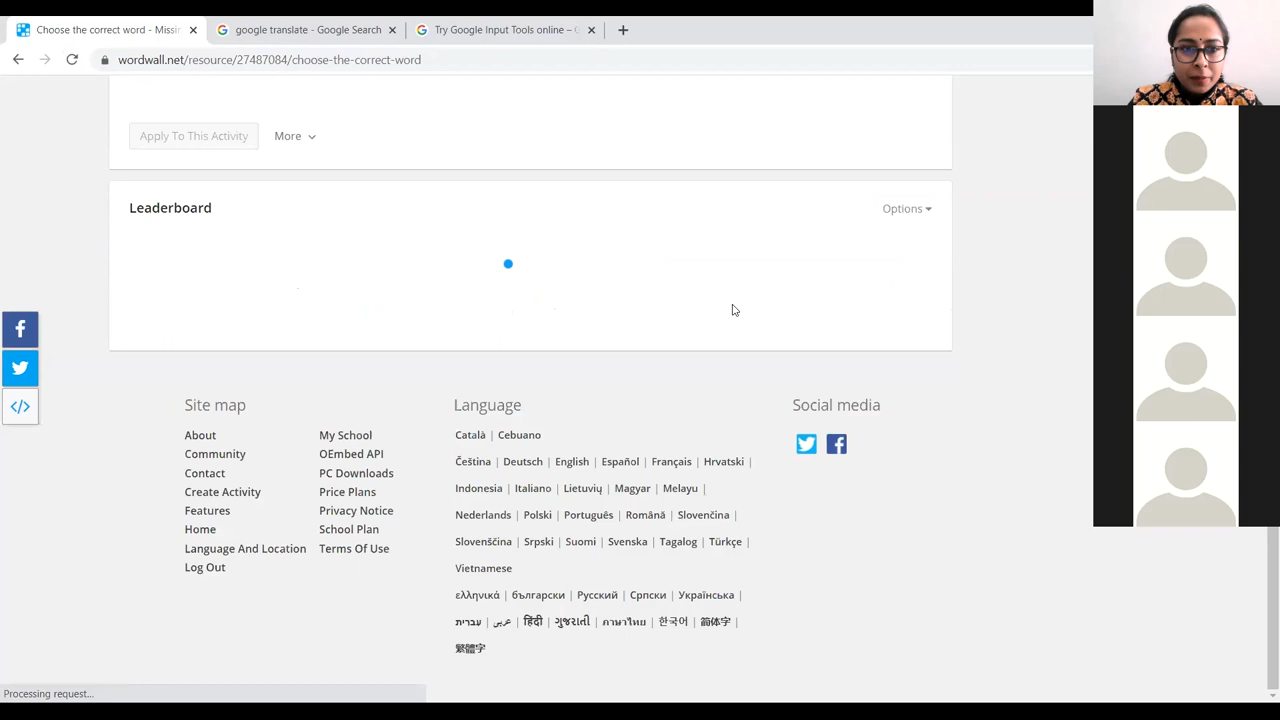 Choose the correct word - Missin
google translate - Google Search
Try Google Input Tools online –
wordwall.net/resource/27487084/choose-the-correct-word
Apply To This Activity
More
Leaderboard
Options
Site map
Language
Social media
About
My School
Català | Cebuano
Community
OEmbed API
Čeština | Deutsch | English | Español | Français | Hrvatski |
Contact
PC Downloads
Create Activity
Price Plans
Indonesia | Italiano | Lietuvių | Magyar | Melayu |
Features
Privacy Notice
Nederlands | Polski | Português | Română | Slovenčina |
Home
School Plan
Language And Location
Terms Of Use
Slovenščina | Srpski | Suomi | Svenska | Tagalog | Türkçe |
Log Out
Vietnamese
ελληνικά | български | Русский | Српски | Українська |
עברית | عربى | हिंदी | ગુજરાતી | ภาษาไทย | 한국어 | 简体字 |
繁體字
Processing request...